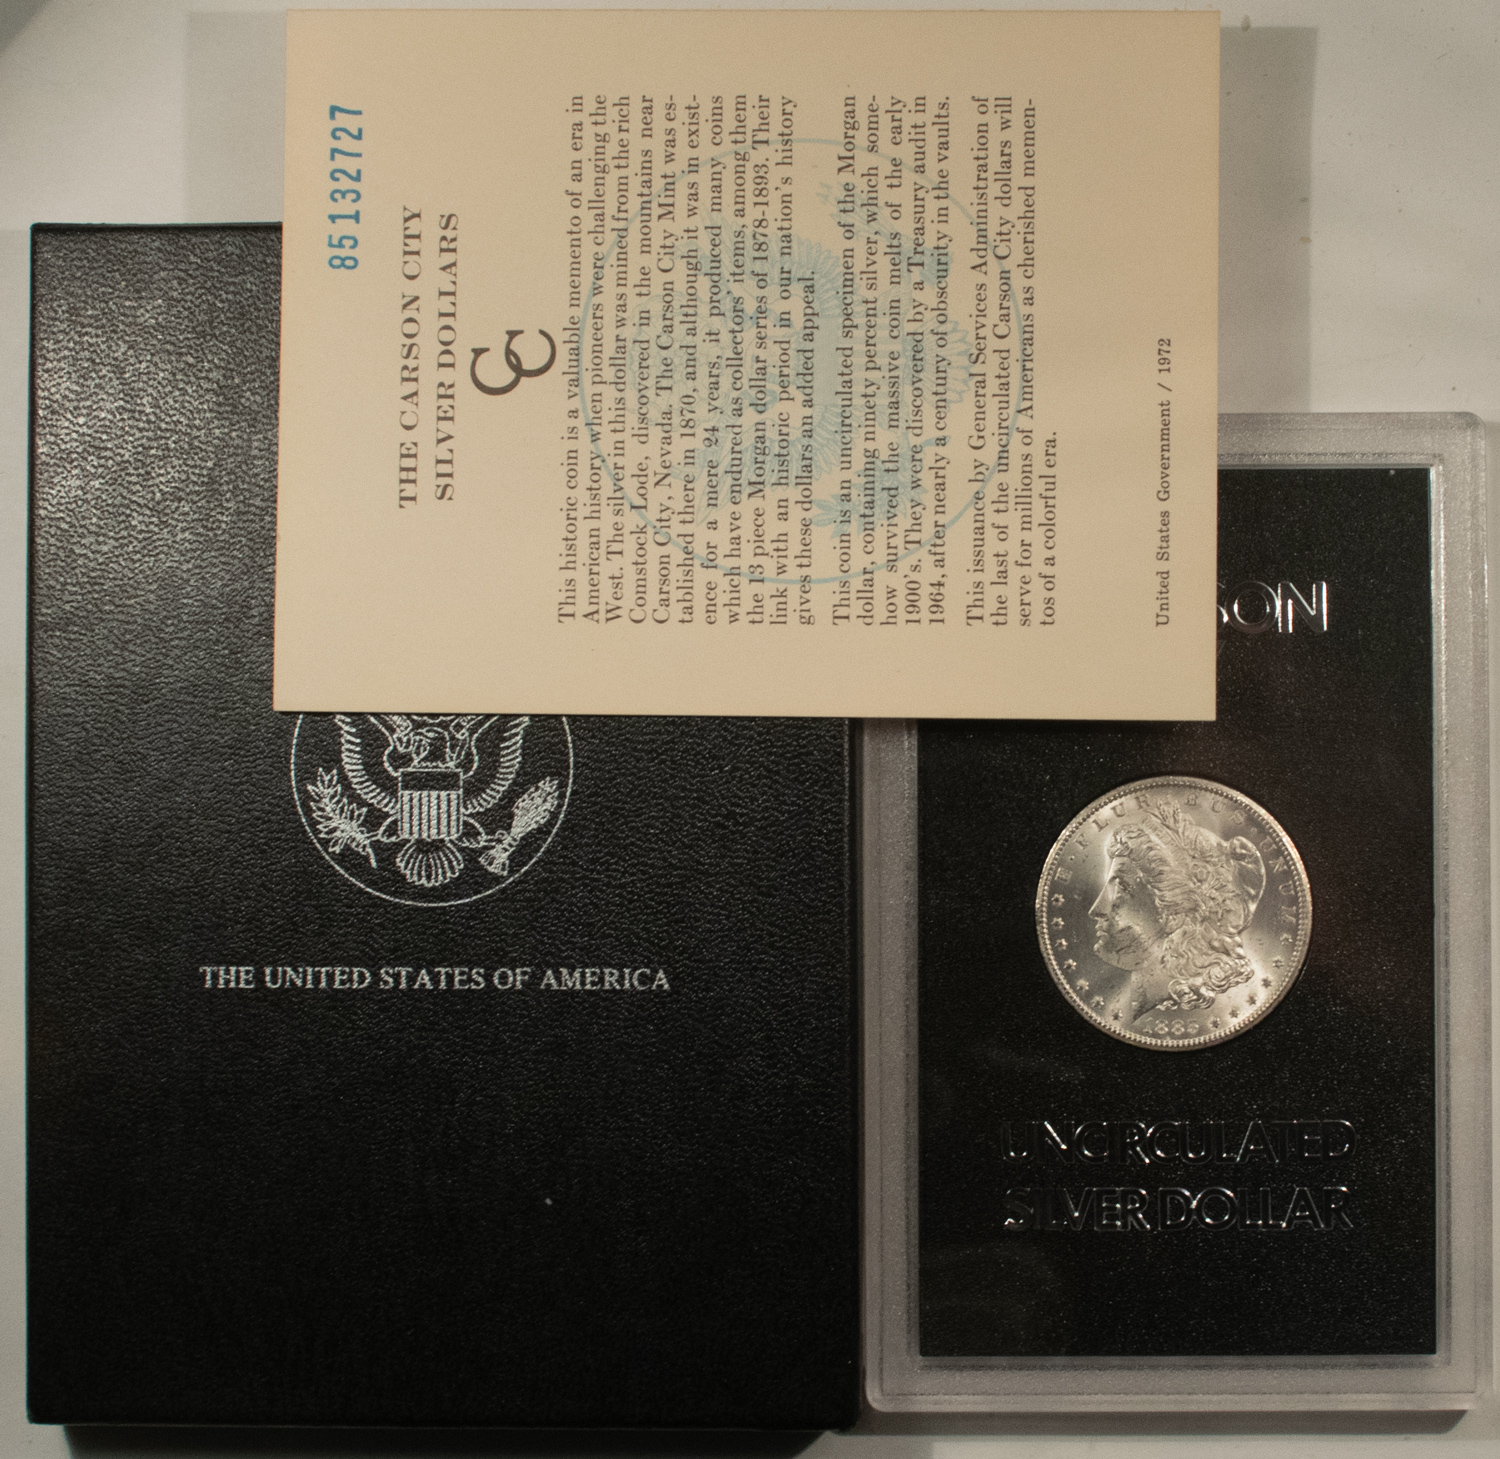 85132727
THE CARSON CITY
SILVER DOLLARS
CC
This historic coin is a valuable memento of an era in
American history when pioneers were challenging the
West. The silver in this dollar was mined from the rich
Comstock Lode, discovered in the mountains near
Carson City, Nevada. The Carson City Mint was es-
tablished there in 1870, and although it was in exist-
ence for a mere 24 years, it produced many coins
which have endured as collectors' items, among them
the 13 piece Morgan dollar series of 1878-1893. Their
link with an historic period in our nation's history
gives these dollars an added appeal.
This coin is an uncirculated specimen of the Morgan
dollar, containing ninety percent silver, which some-
how survived the massive coin melts of the early
1900's. They were discovered by a Treasury audit in
1964, after nearly a century of obscurity in the vaults.
This issuance by General Services Administration of
the last of the uncirculated Carson City dollars will
serve for millions of Americans as cherished memen-
tos of a colorful era.
United States Government / 1972
THE UNITED STATES OF AMERICA
SON
E·PLURIBUS·UNUM
UNCIRCULATED
SILVER DOLLAR